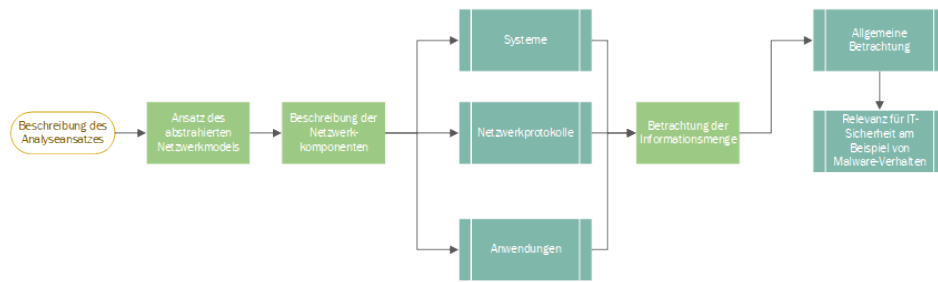 Beschreibung des
Analyseansatzes
Ansatz des
abstrahierten
Netzwerkmodels
Beschreibung der
Netzwerk-
komponenten
Systeme
Netzwerkprotokolle
Anwendungen
Betrachtung der
Informationsmenge
Allgemeine
Betrachtung
Relevanz für IT-
Sicherheit am
Beispiel von
Malware-Verhalten